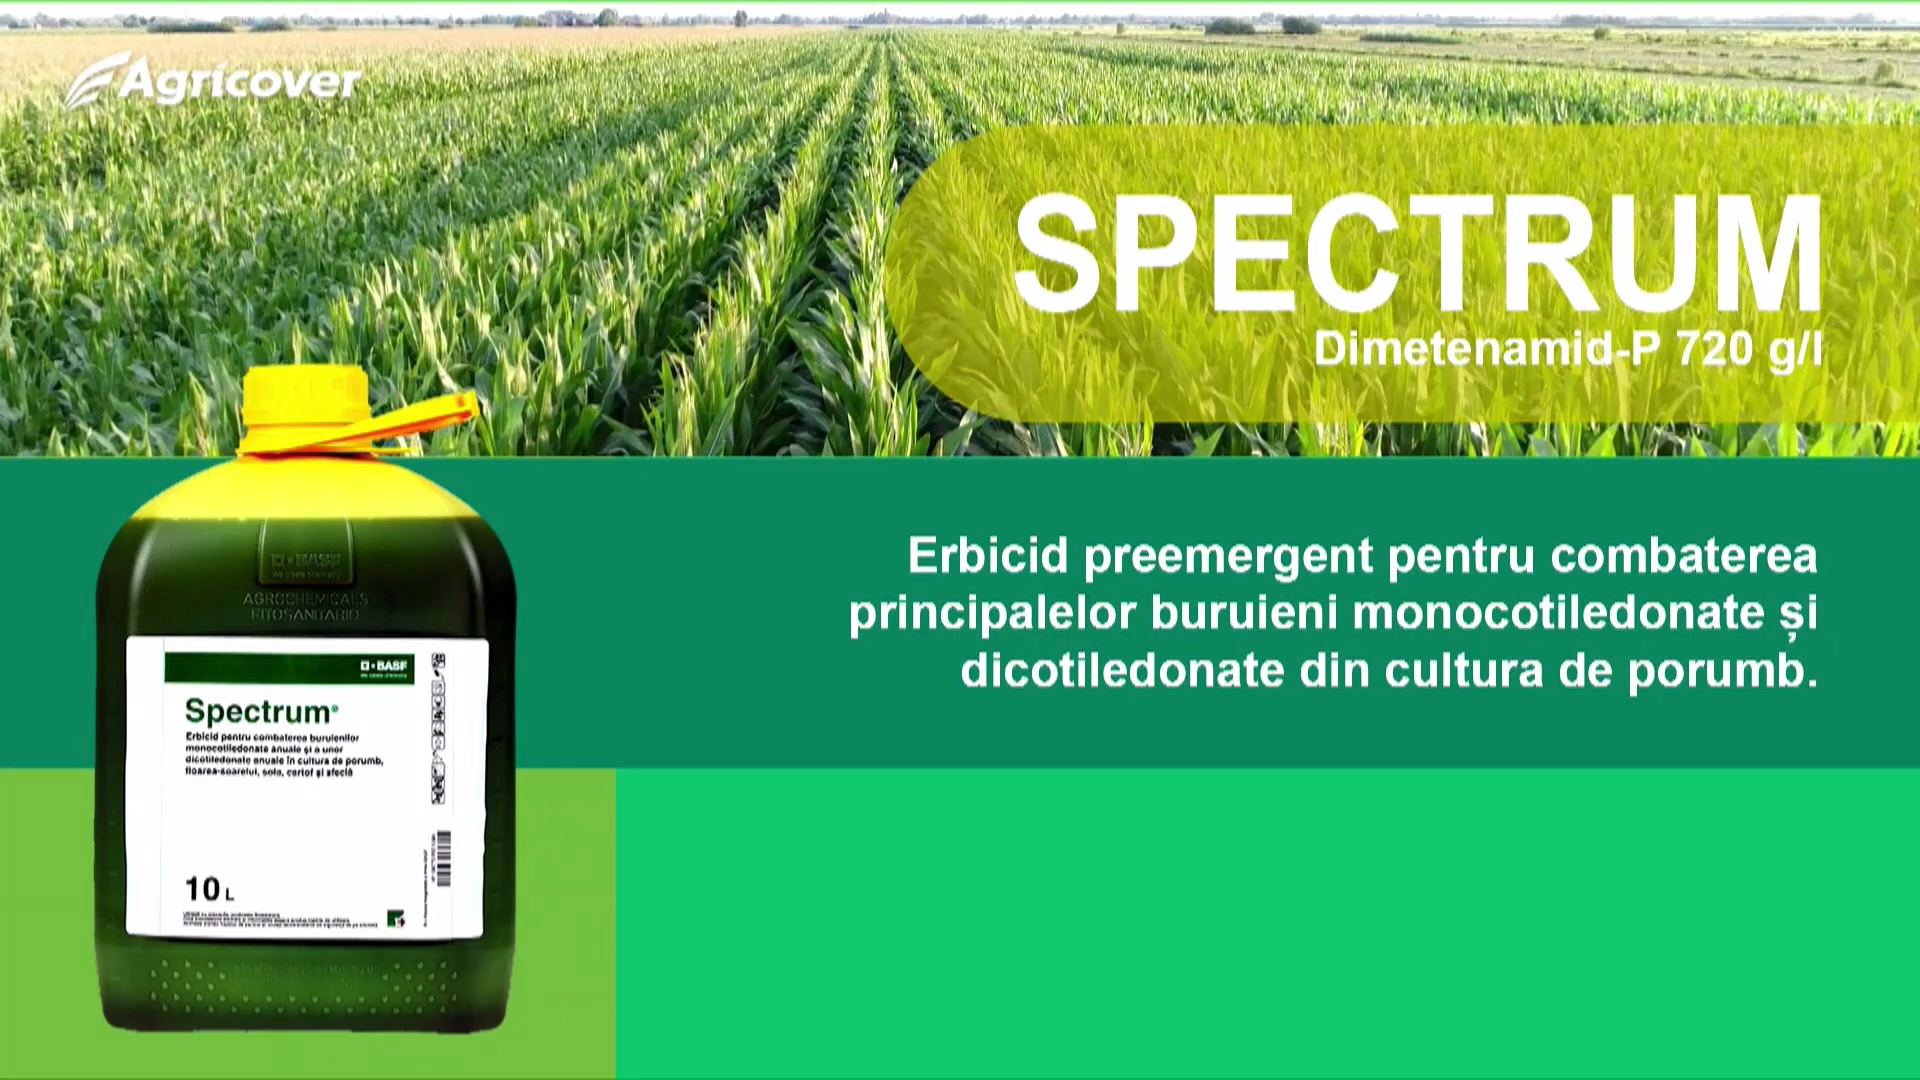 Agricover
SPECTRUM
Dimetenamid-P 720 g/l
Erbicid preemergent pentru combaterea
principalelor buruieni monocotiledonate și
dicotiledonate din cultura de porumb.
AGROCHEMICALS
FITOSANITARIO
BASF
Spectrum®
Erbicid pentru combaterea buruienilor
monocotiledonate anuale și a unor
dicotiledonate anuale în cultura de porumb,
floarea-soarelui, soia, cartof și sfeclă
10 L